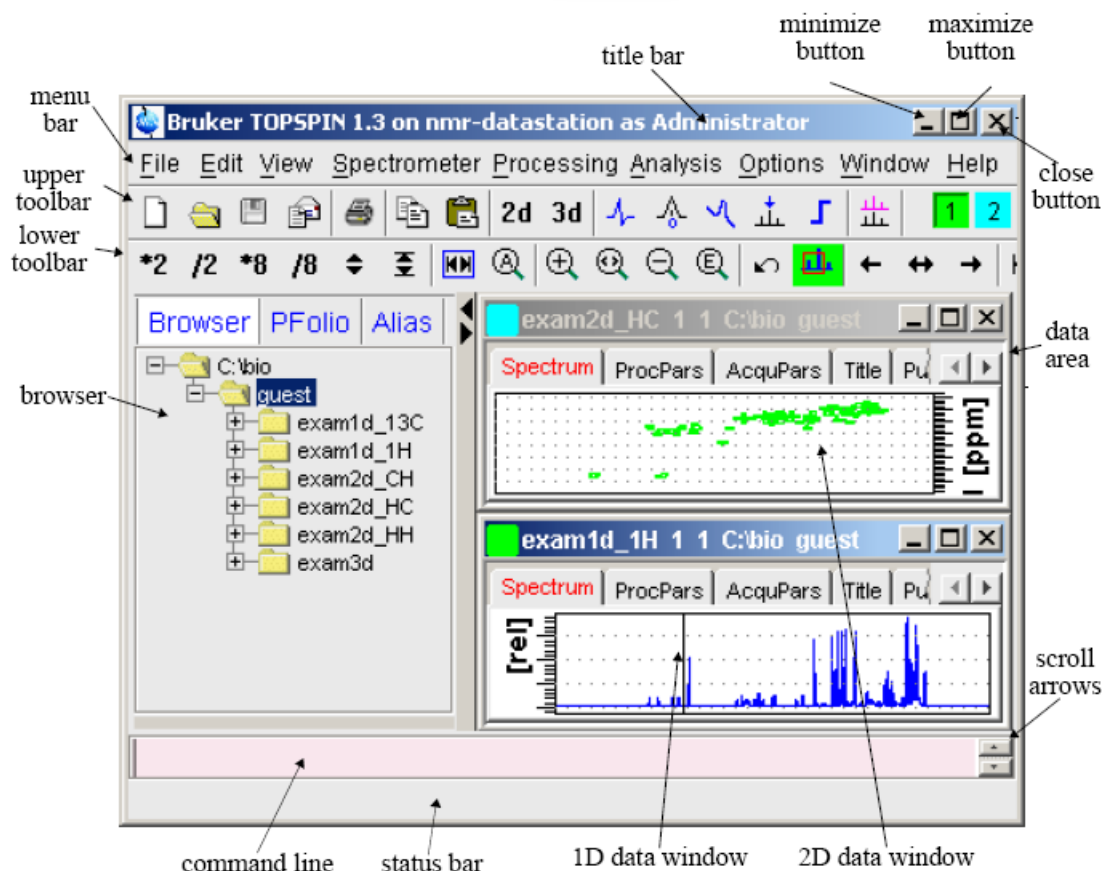 minimize
button
maximize
button
title bar
menu
bar
Bruker TOPSPIN 1.3 on nmr-datastation as Administrator
File Edit View Spectrometer Processing Analysis Options Window Help
close
button
upper
toolbar
2d 3d 1 2
lower
toolbar
*2 /2 *8 /8 A E
Browser PFolio Alias
exam2d_HC 1 1 C:\bio guest
data
area
Spectrum ProcPars AcquPars Title Pu
browser
C:\bio
guest
exam1d_13C
exam1d_1H
exam2d_CH
exam2d_HC
exam2d_HH
exam3d
[ppm]
exam1d_1H 1 1 C:\bio guest
Spectrum ProcPars AcquPars Title Pu
[rel]
scroll
arrows
command line
status bar
1D data window
2D data window